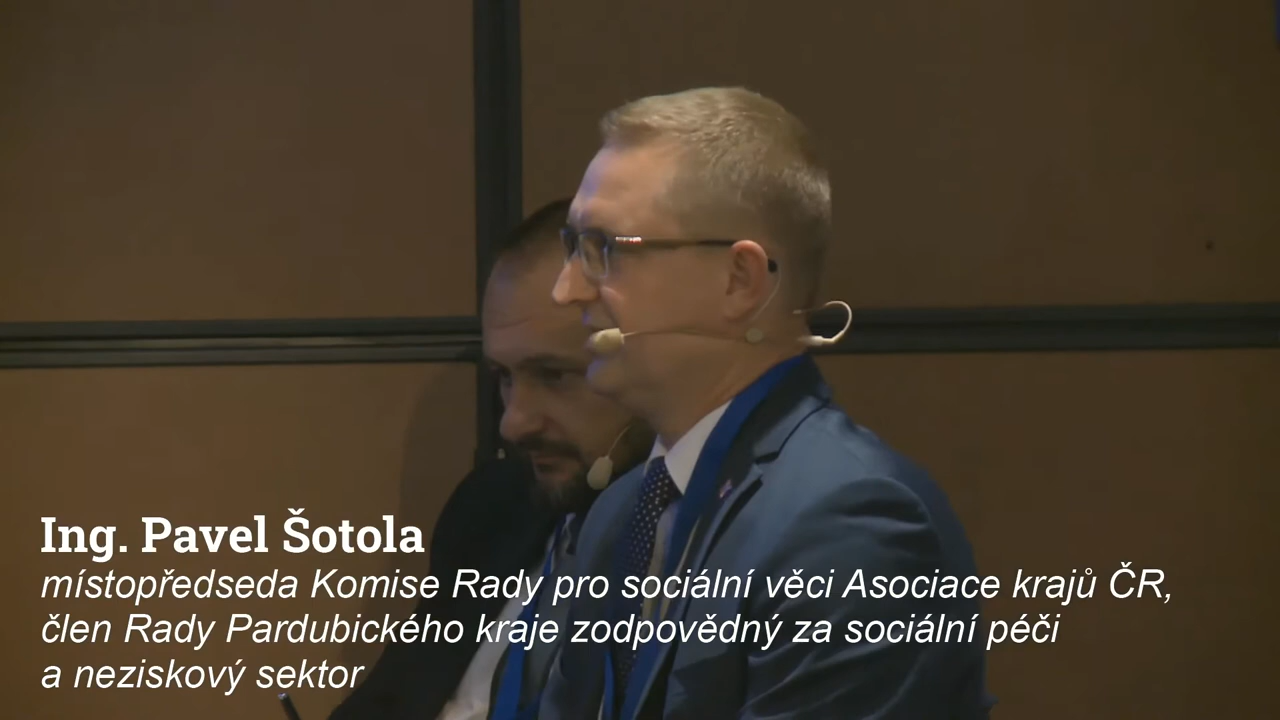 Ing. Pavel Šotola
místopředseda Komise Rady pro sociální věci Asociace krajů ČR,
člen Rady Pardubického kraje zodpovědný za sociální péči
a neziskový sektor